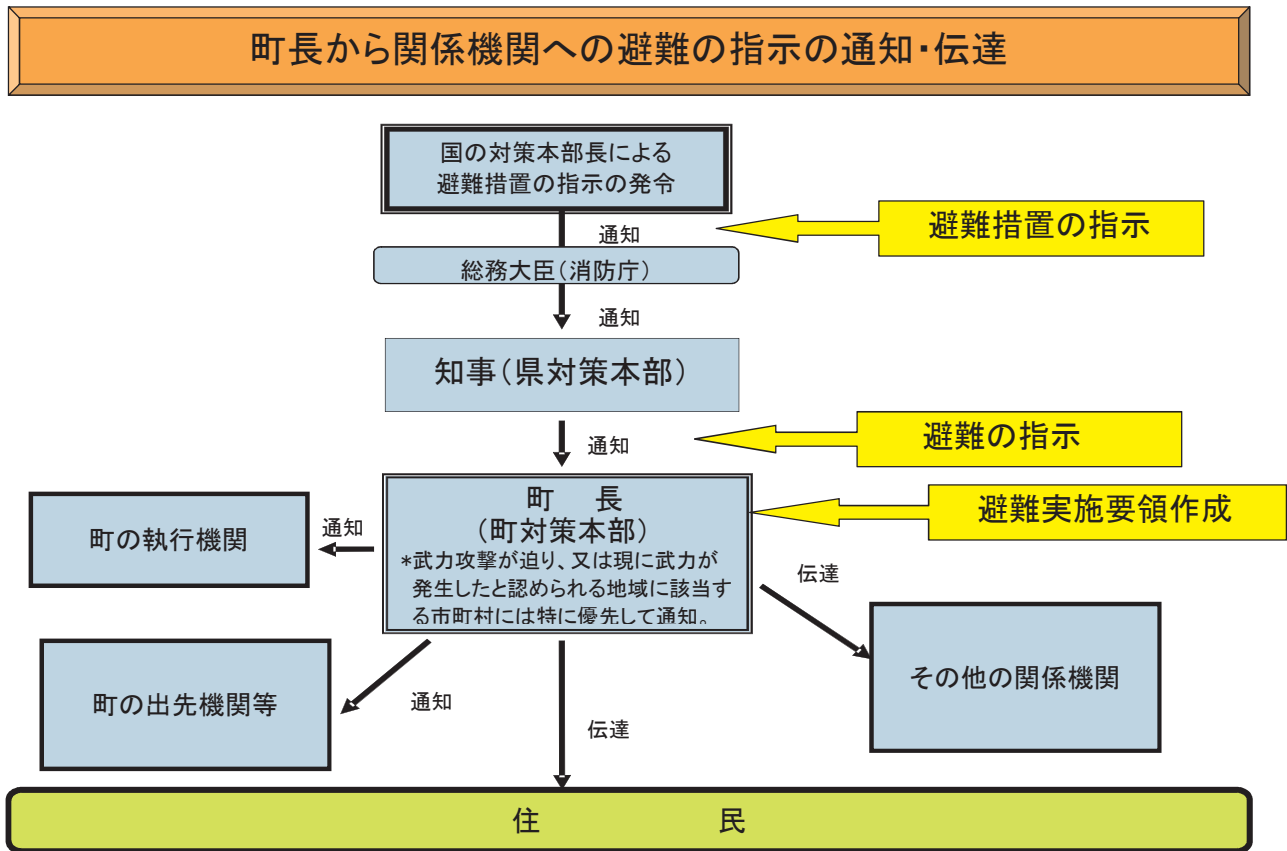 町長から関係機関への避難の指示の通知・伝達
国の対策本部長による
避難措置の指示の発令
通知
避難措置の指示
総務大臣(消防庁)
通知
知事(県対策本部)
通知
避難の指示
町 長
(町対策本部)
*武力攻撃が迫り、又は現に武力が
発生したと認められる地域に該当す
る市町村には特に優先して通知。
避難実施要領作成
町の執行機関
通知
伝達
町の出先機関等
通知
伝達
その他の関係機関
住 民